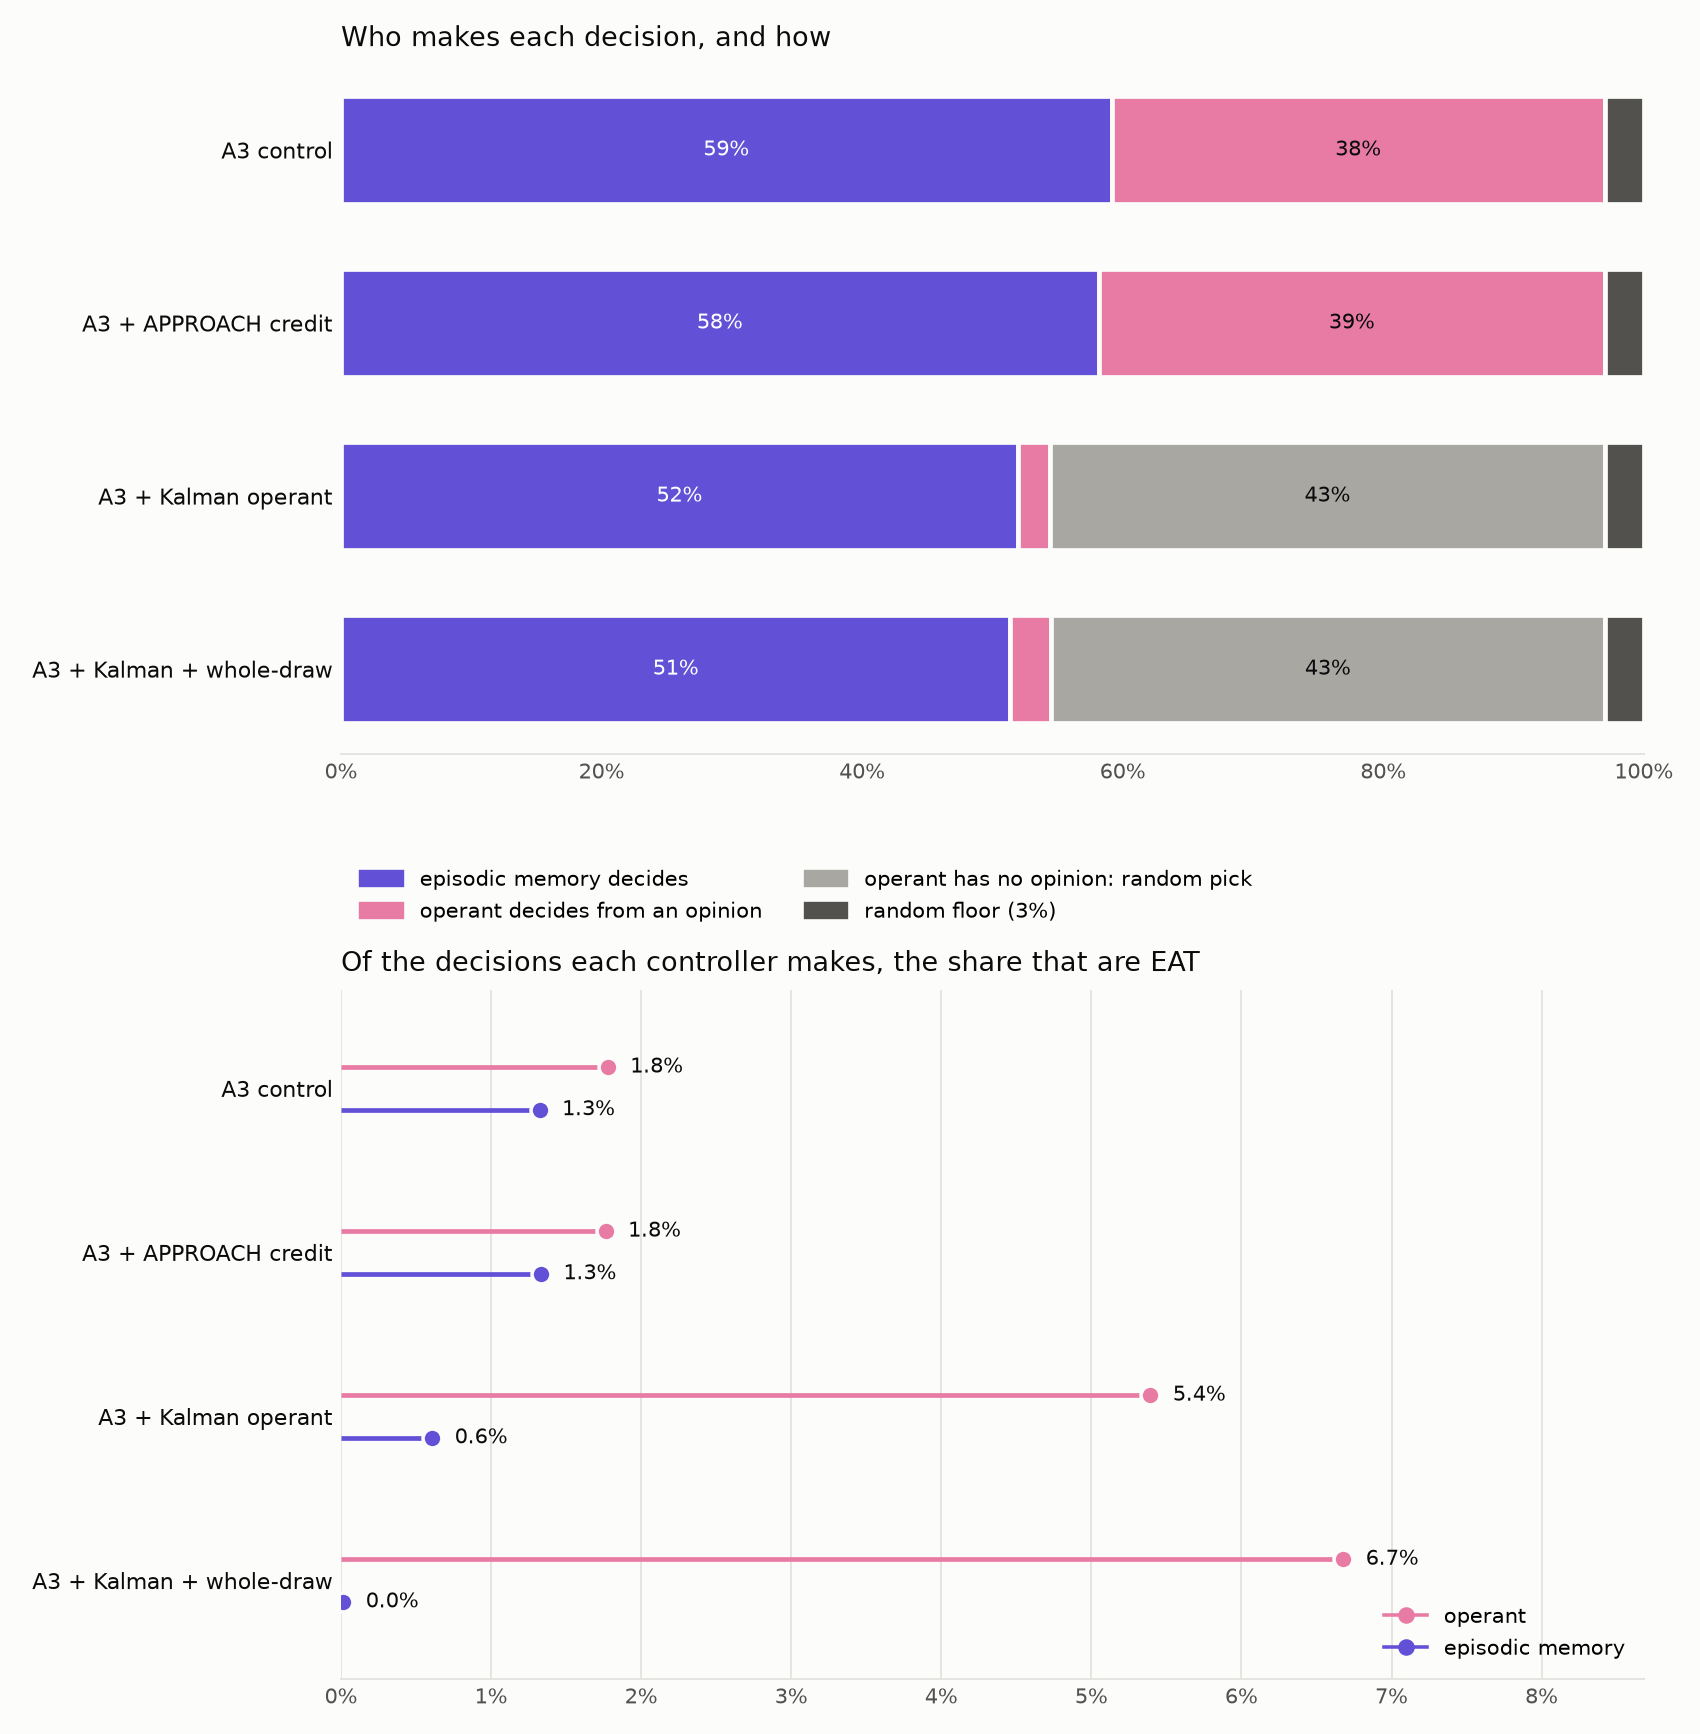 Who makes each decision, and how
A3 control
59%
38%
A3 + APPROACH credit
58%
39%
A3 + Kalman operant
52%
43%
A3 + Kalman + whole-draw
51%
43%
0%
20%
40%
60%
80%
100%
episodic memory decides
operant has no opinion: random pick
operant decides from an opinion
random floor (3%)
Of the decisions each controller makes, the share that are EAT
A3 control
1.8%
1.3%
A3 + APPROACH credit
1.8%
1.3%
A3 + Kalman operant
5.4%
0.6%
A3 + Kalman + whole-draw
6.7%
0.0%
operant
episodic memory
0%
1%
2%
3%
4%
5%
6%
7%
8%